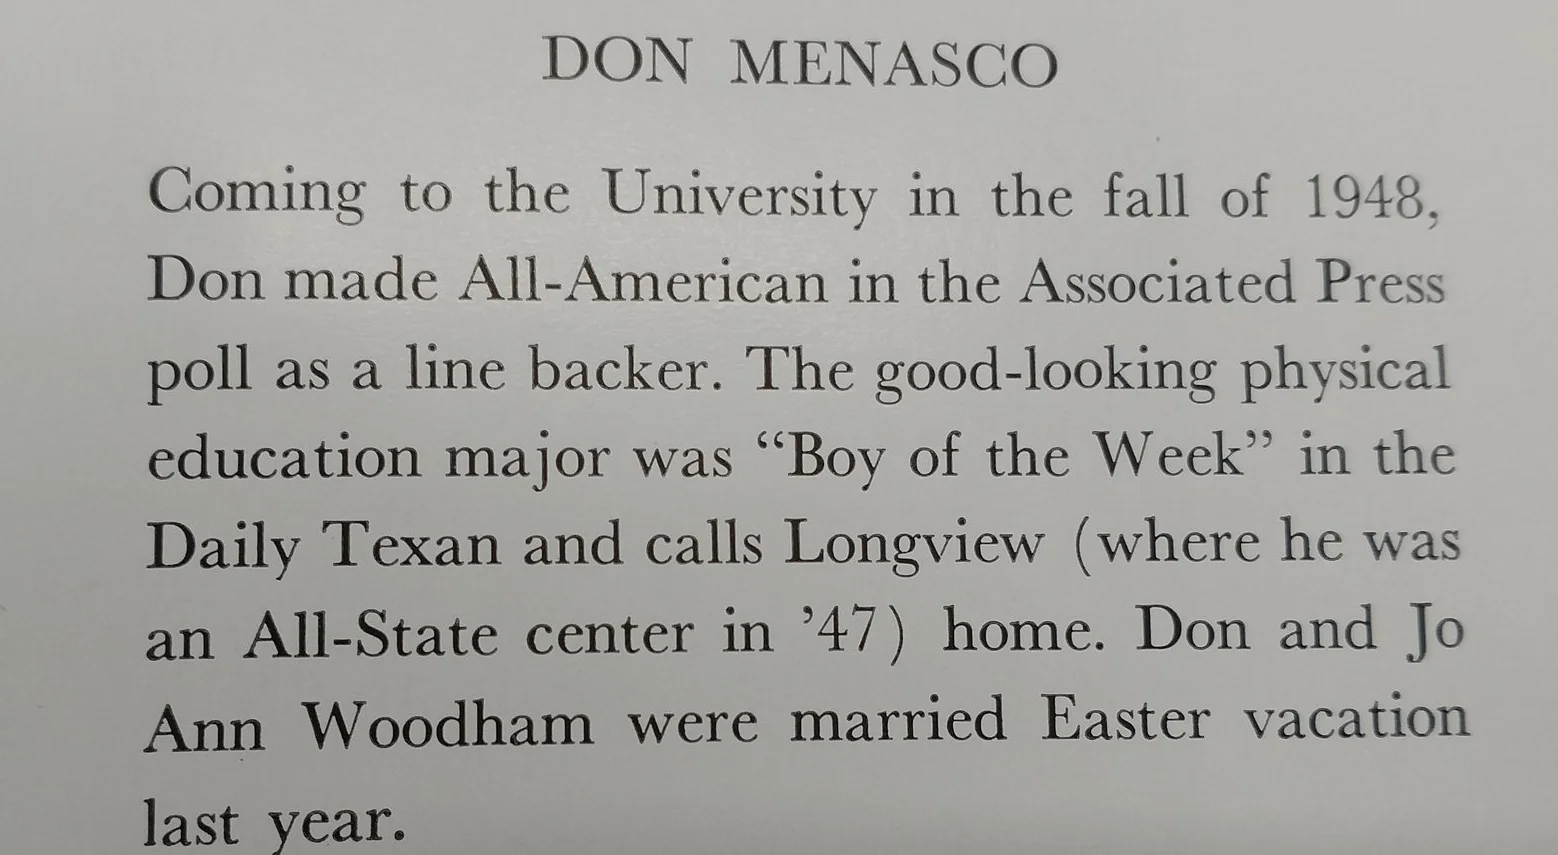 DON MENASCO
Coming to the University in the fall of 1948,
Don made All-American in the Associated Press
poll as a line backer. The good-looking physical
education major was “Boy of the Week” in the
Daily Texan and calls Longview (where he was
an All-State center in ’47) home. Don and Jo
Ann Woodham were married Easter vacation
last year.